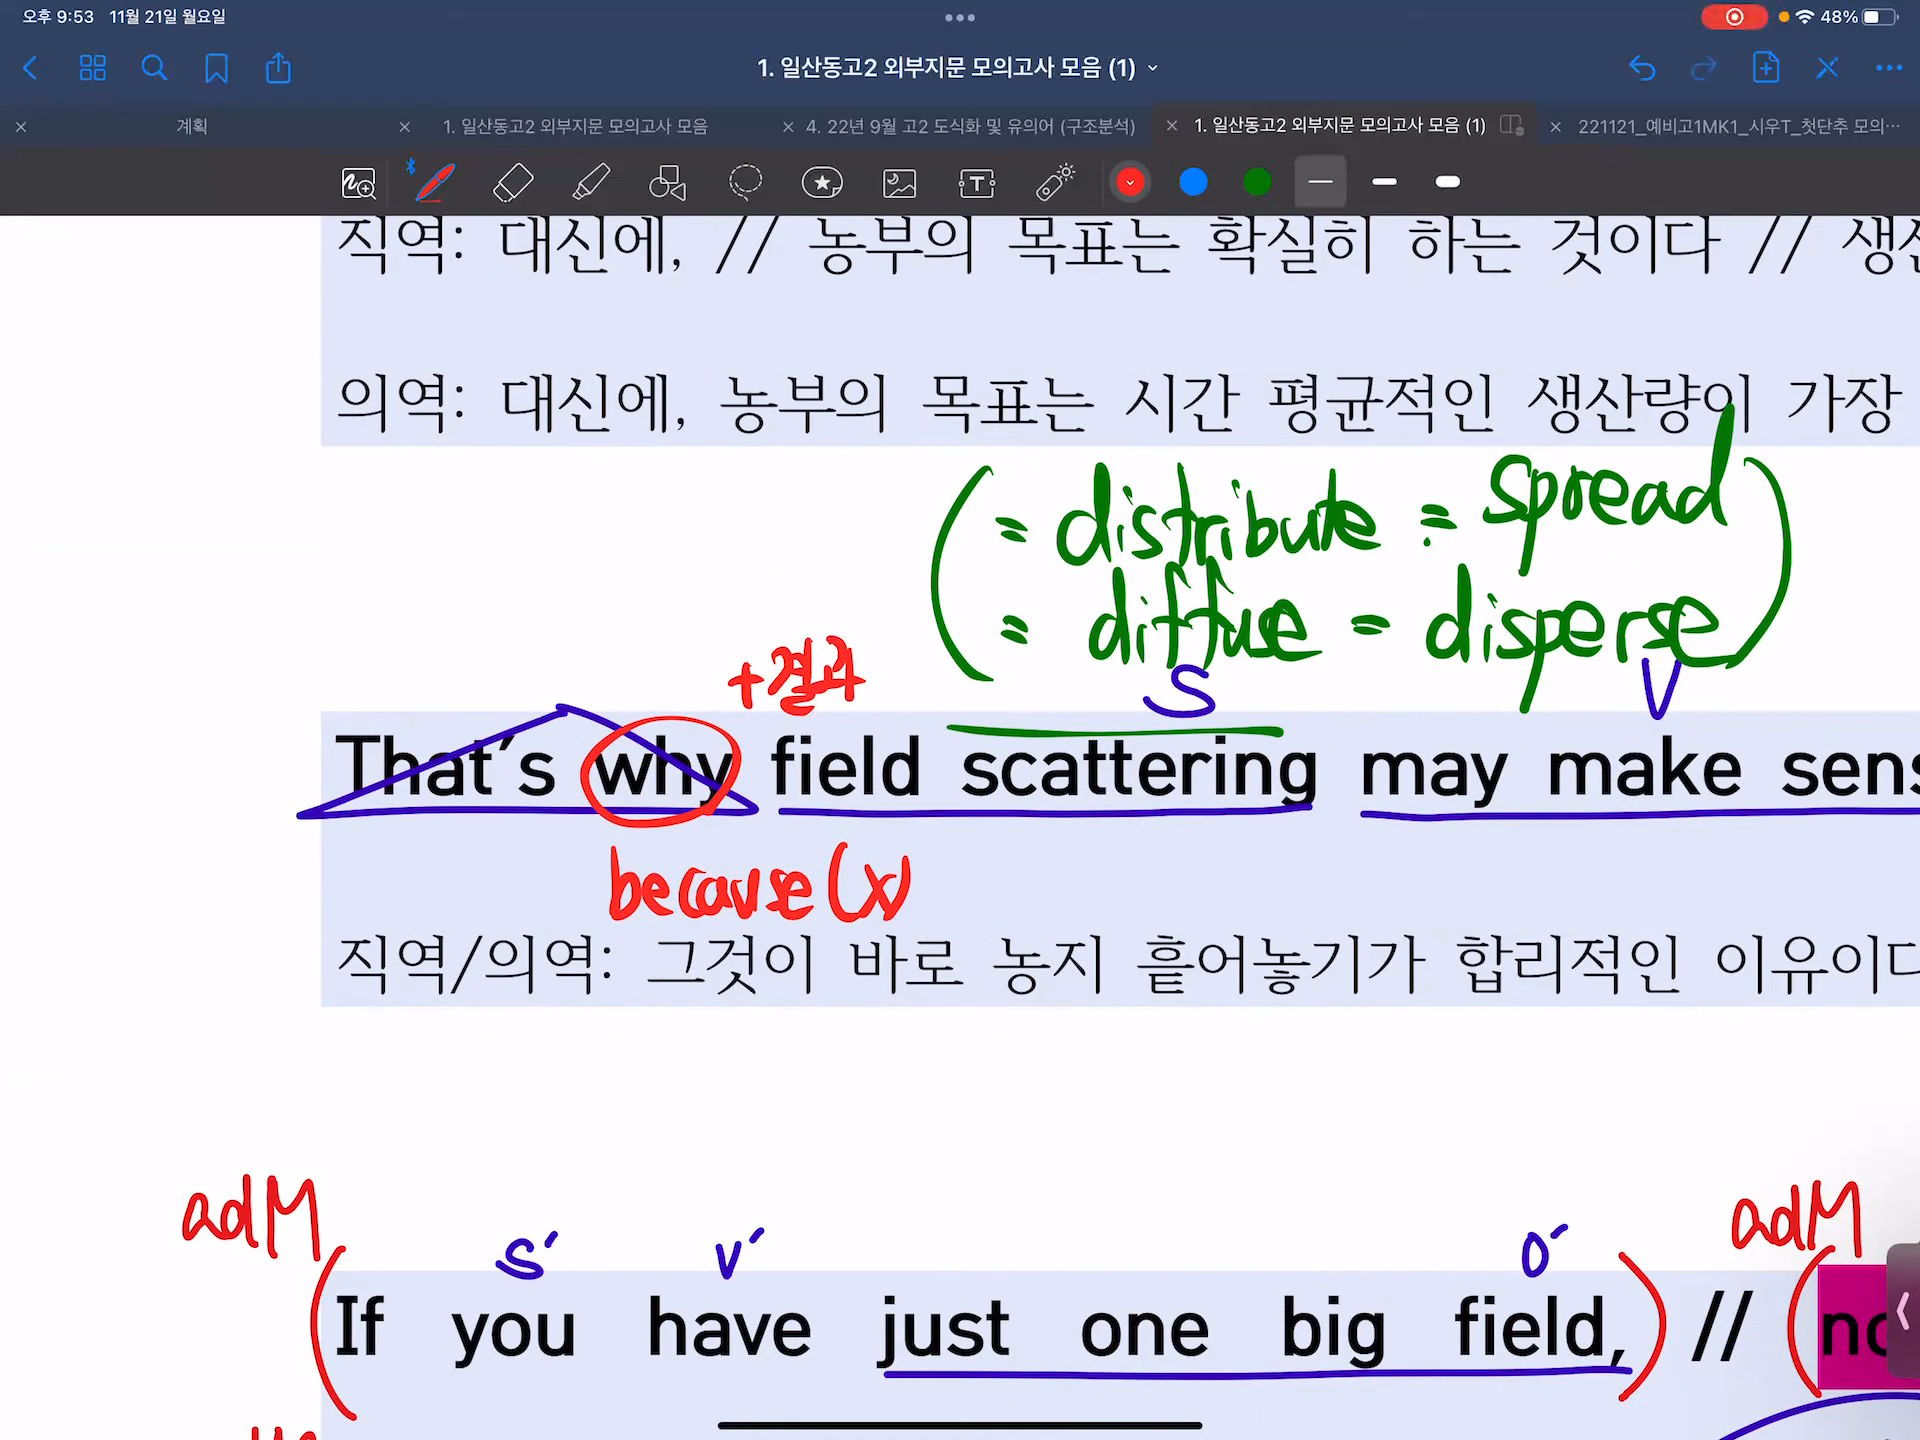 오후 9:53 11월 21일 월요일
48%
1. 일산동고2 외부지문 모의고사 모음 (1)
계획
1. 일산동고2 외부지문 모의고사 모음
4. 22년 9월 고2 도식화 및 유의어 (구조분석)
1. 일산동고2 외부지문 모의고사 모음 (1)
221121_예비고1MK1_시우T_첫단추 모의…
직역: 대신에, // 농부의 목표는 확실히 하는 것이다 // 생산
의역: 대신에, 농부의 목표는 시간 평균적인 생산량이 가장
( = distribute = spread
= diffuse = disperse )
+결과 S V
That's why field scattering may make sens
because(x)
직역/의역: 그것이 바로 농지 흩어놓기가 합리적인 이유이다
adM S' V' O' adM
(If you have just one big field,) // (no